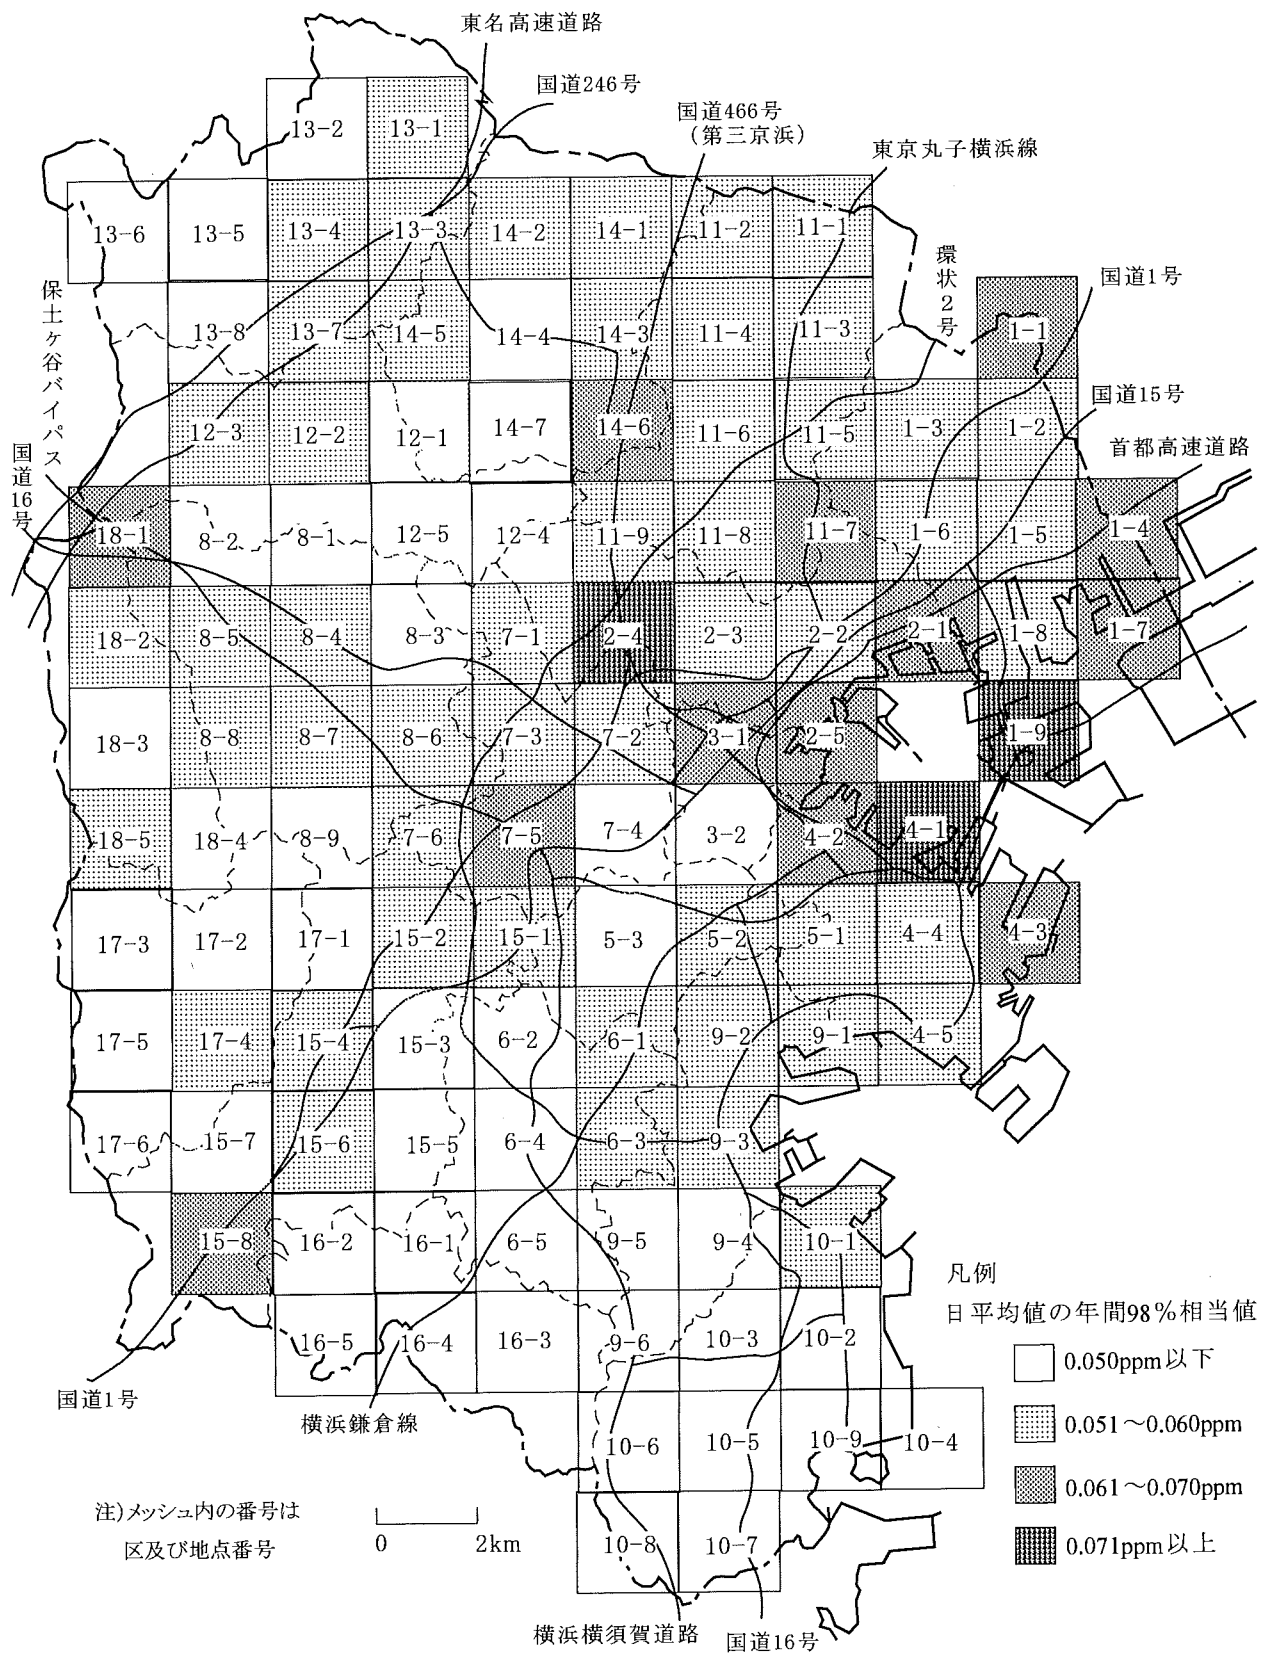 東名高速道路
国道246号
国道466号
(第三京浜)
東京丸子横浜線
環状2号
国道1号
国道15号
首都高速道路
保土ヶ谷バイパス
国道16号
13-2 13-1
13-6 13-5 13-4 13-3 14-2 14-1 11-2 11-1
13-8 13-7 14-5 14-4 14-3 11-4 11-3 1-1
12-3 12-2 12-1 14-7 14-6 11-6 11-5 1-3 1-2
18-1 8-2 8-1 12-5 12-4 11-9 11-8 11-7 1-6 1-5 1-4
18-2 8-5 8-4 8-3 7-1 2-4 2-3 2-2 2-1 1-8 1-7
18-3 8-8 8-7 8-6 7-3 7-2 3-1 2-5 1-9
18-5 18-4 8-9 7-6 7-5 7-4 3-2 4-2 4-1
17-3 17-2 17-1 15-2 15-1 5-3 5-2 5-1 4-4 4-3
17-5 17-4 15-4 15-3 6-2 6-1 9-2 9-1 4-5
17-6 15-7 15-6 15-5 6-4 6-3 9-3
15-8 16-2 16-1 6-5 9-5 9-4 10-1
16-5 16-4 16-3 9-6 10-3 10-2
10-6 10-5 10-9 10-4
10-8 10-7
国道1号
横浜鎌倉線
横浜横須賀道路
国道16号
注)メッシュ内の番号は
区及び地点番号
0 2km
凡例
日平均値の年間98%相当値
0.050ppm以下
0.051～0.060ppm
0.061～0.070ppm
0.071ppm以上